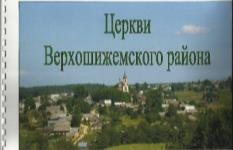 Церкви
Верхошижемского района